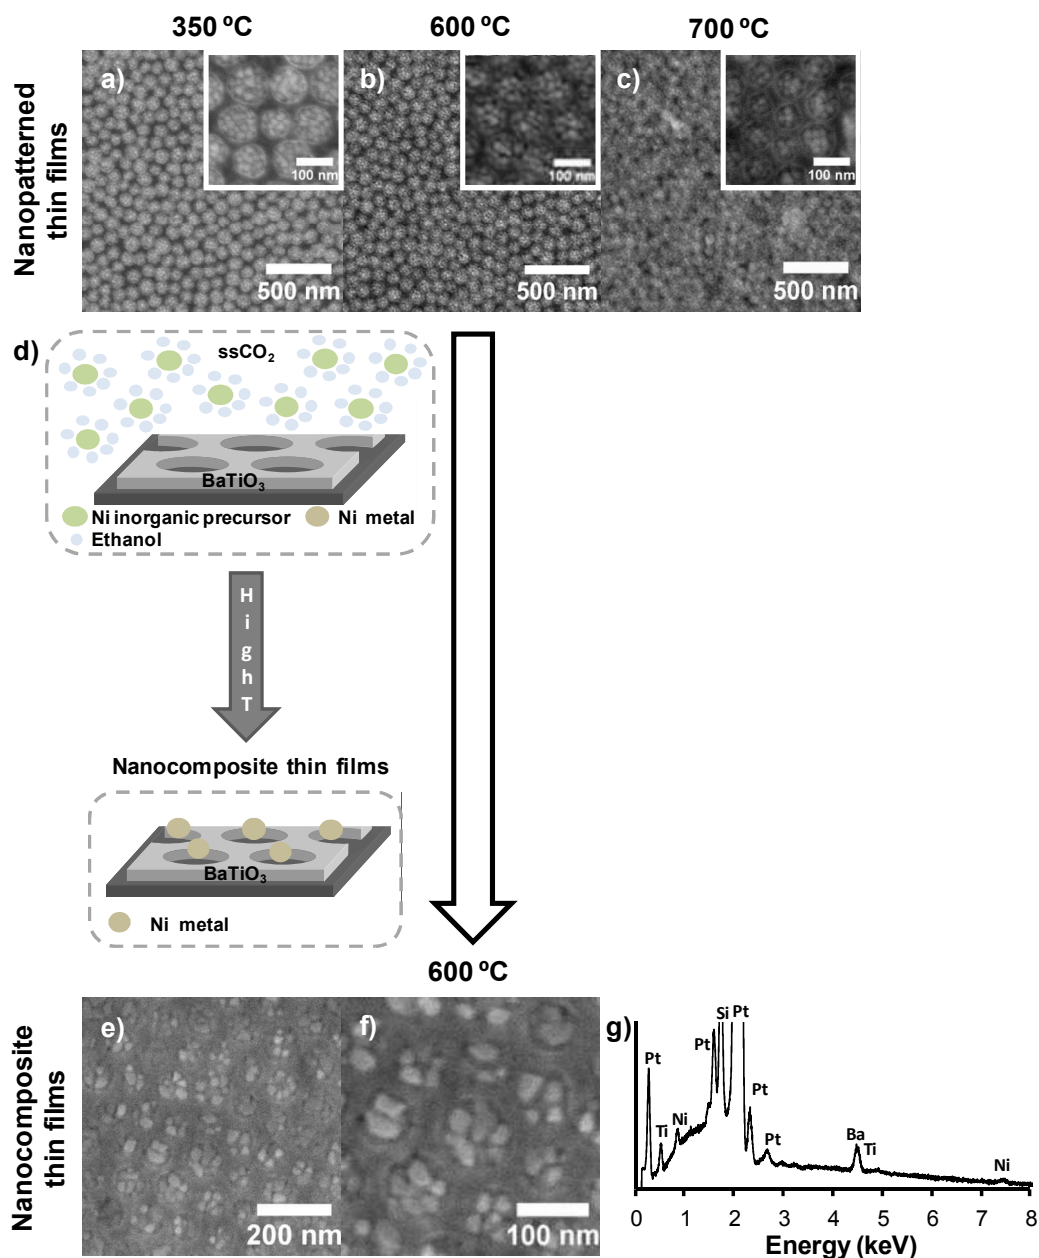 350 ºC 600 ºC 700 ºC
Nanopatterned
thin films
a) b) c)
100 nm 100 nm 100 nm
500 nm 500 nm 500 nm
d)
ssCO2
BaTiO3
Ni inorganic precursor Ni metal
Ethanol
High T
Nanocomposite thin films
BaTiO3
Ni metal
600 ºC
Nanocomposite
thin films
e) f) g)
200 nm 100 nm
Pt Ti Ni Pt Si Pt Pt Pt Ba Ti Ni
0 1 2 3 4 5 6 7 8
Energy (keV)